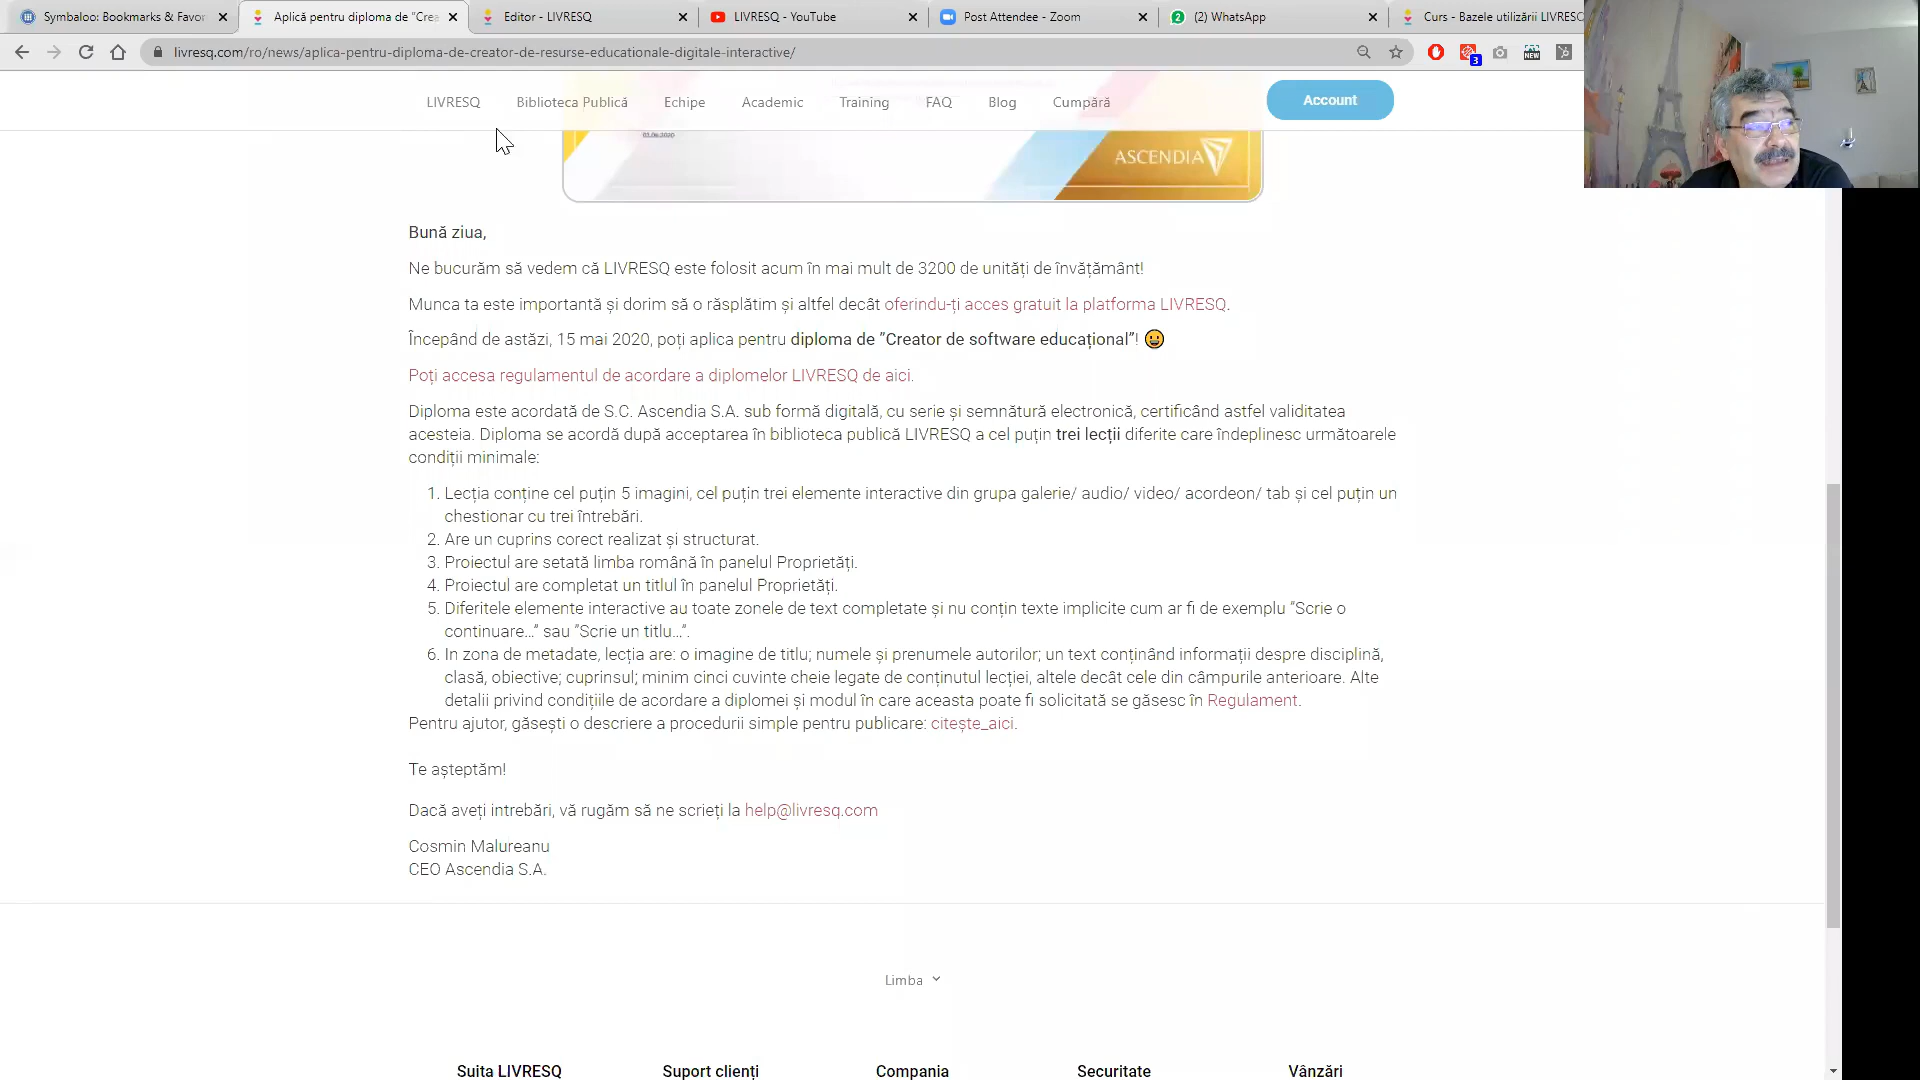 Symbaloo: Bookmarks & Favor
Aplică pentru diploma de "Crea
Editor - LIVRESQ
LIVRESQ - YouTube
Post Attendee - Zoom
2
(2) WhatsApp
Curs - Bazele utilizării LIVRESQ
livresq.com/ro/news/aplica-pentru-diploma-de-creator-de-resurse-educationale-digitale-interactive/
3
NEW
LIVRESQ
Biblioteca Publică
Echipe
Academic
Training
FAQ
Blog
Cumpără
Account
03.06.2020
ASCENDIA
Bună ziua,
Ne bucurăm să vedem că LIVRESQ este folosit acum în mai mult de 3200 de unități de învățământ!
Munca ta este importantă și dorim să o răsplătim și altfel decât oferindu-ți acces gratuit la platforma LIVRESQ.
Începând de astăzi, 15 mai 2020, poți aplica pentru diploma de ”Creator de software educațional”!
Poți accesa regulamentul de acordare a diplomelor LIVRESQ de aici.
Diploma este acordată de S.C. Ascendia S.A. sub formă digitală, cu serie și semnătură electronică, certificând astfel validitatea
acesteia. Diploma se acordă după acceptarea în biblioteca publică LIVRESQ a cel puțin trei lecții diferite care îndeplinesc următoarele
condiții minimale:
1. Lecția conține cel puțin 5 imagini, cel puțin trei elemente interactive din grupa galerie/ audio/ video/ acordeon/ tab și cel puțin un
chestionar cu trei întrebări.
2. Are un cuprins corect realizat și structurat.
3. Proiectul are setată limba română în panelul Proprietăți.
4. Proiectul are completat un titlul în panelul Proprietăți.
5. Diferitele elemente interactive au toate zonele de text completate și nu conțin texte implicite cum ar fi de exemplu ”Scrie o
continuare…” sau ”Scrie un titlu…”.
6. In zona de metadate, lecția are: o imagine de titlu; numele și prenumele autorilor; un text conținând informații despre disciplină,
clasă, obiective; cuprinsul; minim cinci cuvinte cheie legate de conținutul lecției, altele decât cele din câmpurile anterioare. Alte
detalii privind condițiile de acordare a diplomei și modul în care aceasta poate fi solicitată se găsesc în Regulament.
Pentru ajutor, găsești o descriere a procedurii simple pentru publicare: citește_aici.
Te așteptăm!
Dacă aveți intrebări, vă rugăm să ne scrieți la help@livresq.com
Cosmin Malureanu
CEO Ascendia S.A.
Limba
Suita LIVRESQ
Suport clienți
Compania
Securitate
Vânzări